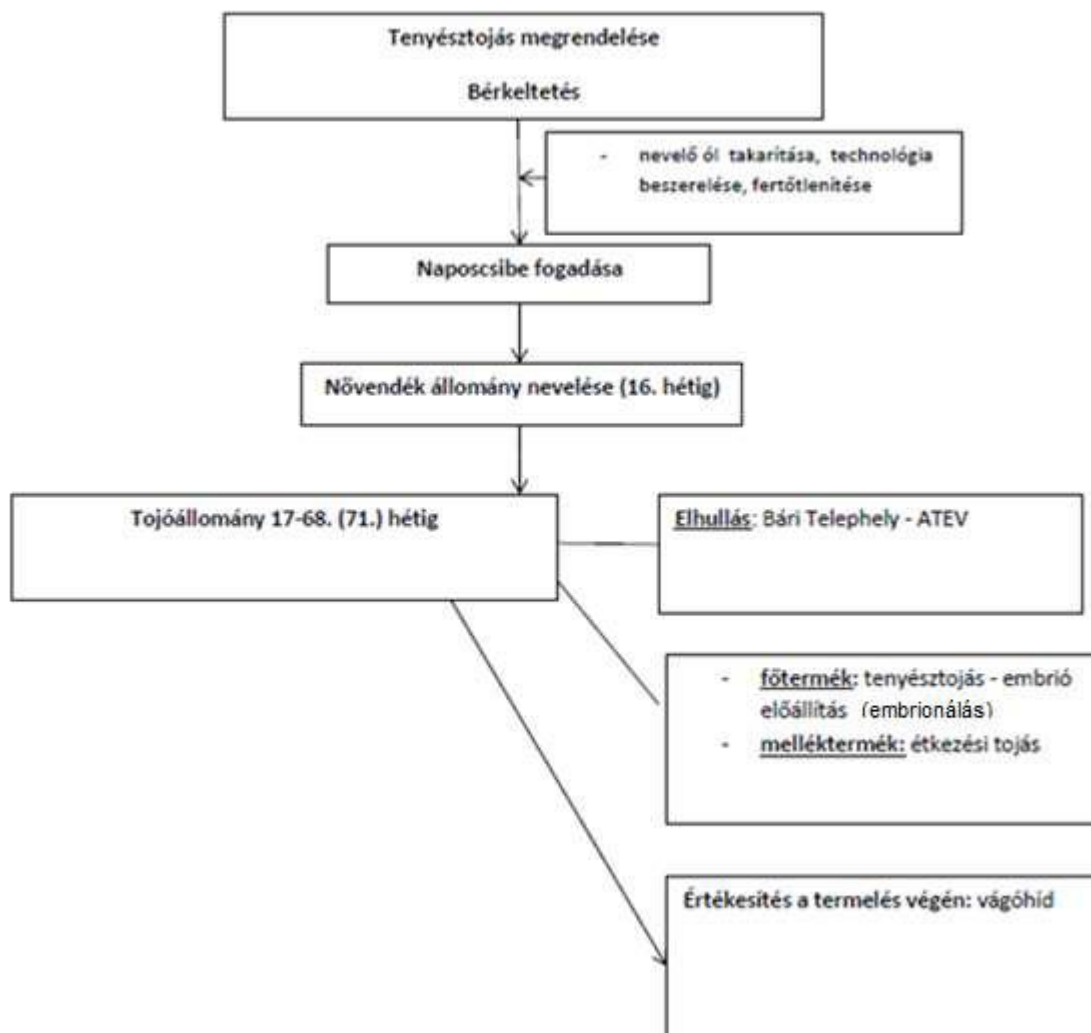 Tenyésztojás megrendelése
Bérkeltetés
- nevelő ól takarítása, technológia
beszerelése, fertőtlenítése
Naposcsibe fogadása
Növendék állomány nevelése (16. hétig)
Tojóállomány 17-68. (71.) hétig
Elhullás: Bári Telephely - ATEV
- főtermék: tenyésztojás - embrió
előállítás (embrionálás)
- melléktermék: étkezési tojás
Értékesítés a termelés végén: vágóhíd